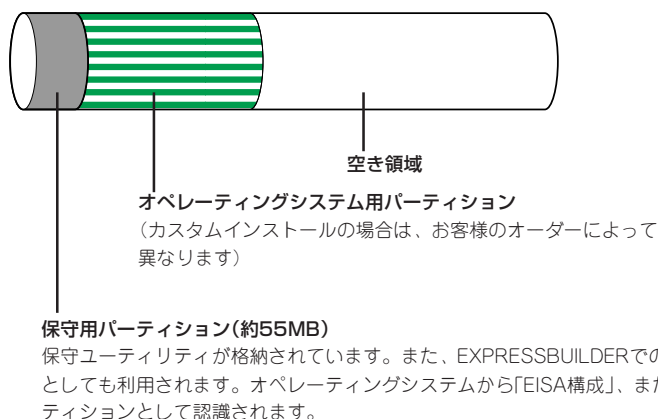 空き領域
オペレーティングシステム用パーティション
（カスタムインストールの場合は、お客様のオーダーによって
異なります）
保守用パーティション（約55MB）
保守ユーティリティが格納されています。また、EXPRESSBUILDERでの
としても利用されます。オペレーティングシステムから「EISA構成」、また
ティションとして認識されます。